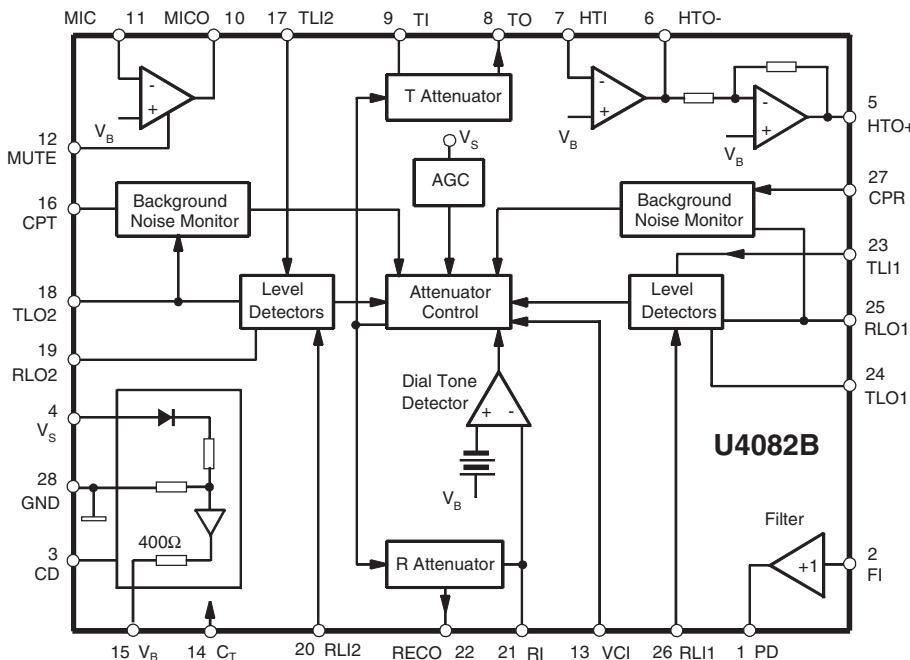 MIC 11 MICO 10 17 TLI2 9 TI 8 TO 7 HTI 6 HTO-
-
+
V_B
T Attenuator
-
+
V_B
-
+
V_B
5
HTO+
12
MUTE
V_S
AGC
27
CPR
16
CPT
Background
Noise Monitor
Background
Noise Monitor
23
TLI1
18
TLO2
Level
Detectors
Attenuator
Control
Level
Detectors
25
RLO1
19
RLO2
Dial Tone
Detector
+ -
24
TLO1
4
V_S
U4082B
V_B
28
GND
Filter
400Ω
3
CD
R Attenuator
+1
2
FI
15 V_B 14 C_T 20 RLI2 RECO 22 21 RI 13 VCI 26 RLI1 1 PD